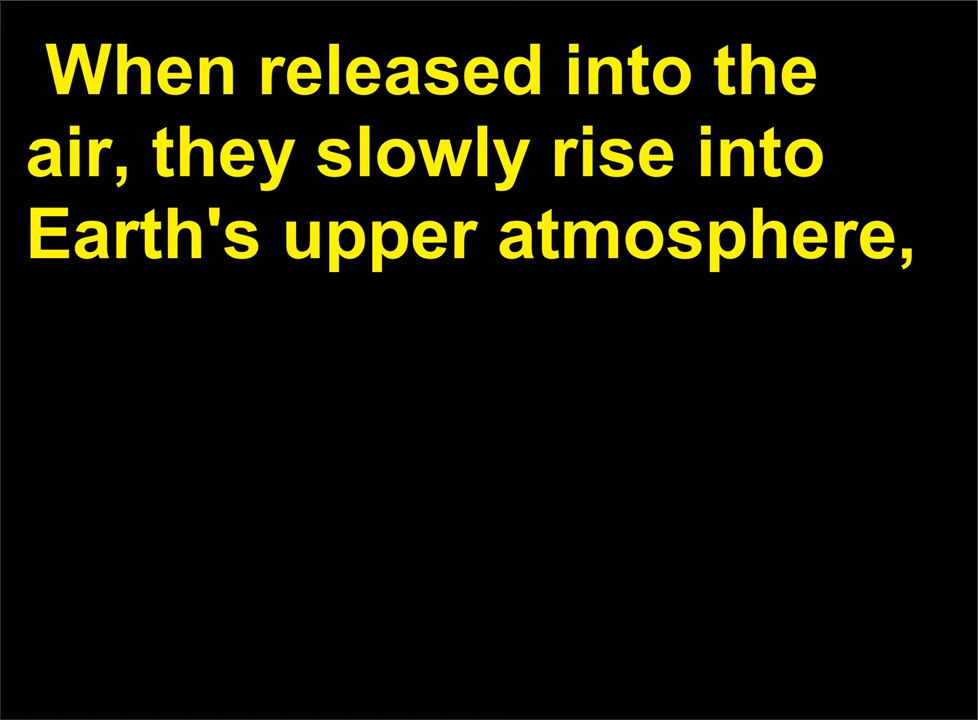 When released into the
air, they slowly rise into
Earth's upper atmosphere,